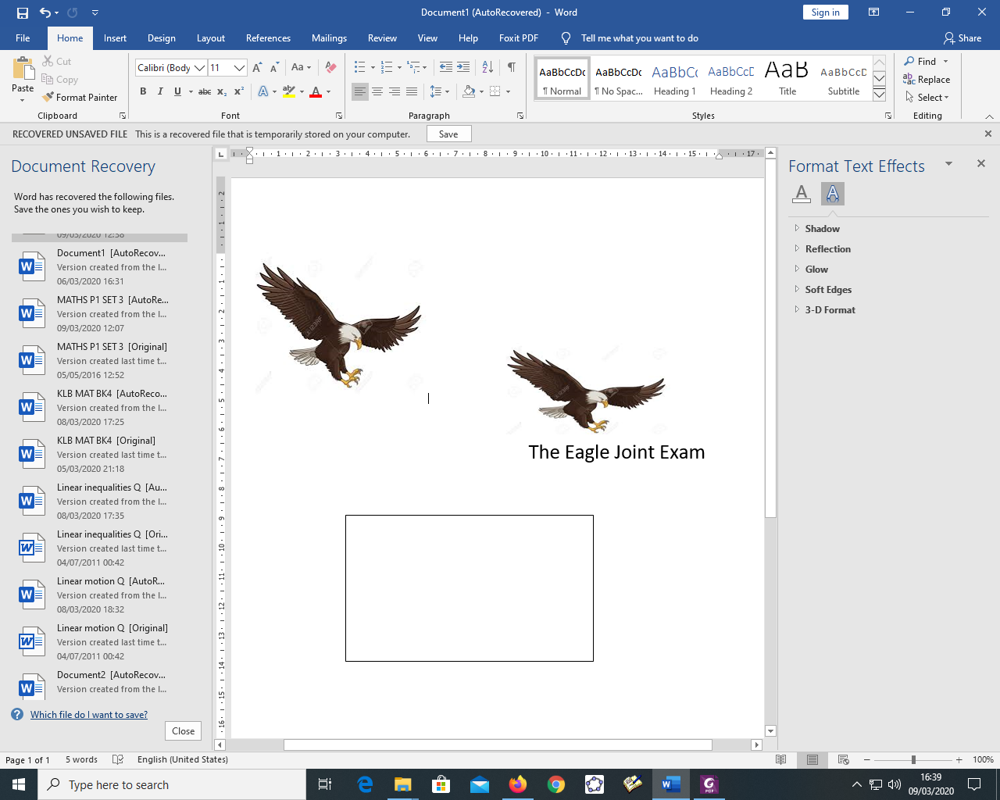 Document1 (AutoRecovered) - Word
Sign in
File Home Insert Design Layout References Mailings Review View Help Foxit PDF Tell me what you want to do Share
Paste
Cut
Copy
Format Painter
Clipboard
Calibri (Body 11
Font
Paragraph
AaBbCcDc AaBbCcDc AaBbCc AaBbCcD AaB AaBbCcD
¶ Normal ¶ No Spac... Heading 1 Heading 2 Title Subtitle
Styles
Find
Replace
Select
Editing
RECOVERED UNSAVED FILE This is a recovered file that is temporarily stored on your computer. Save
Document Recovery
Word has recovered the following files.
Save the ones you wish to keep.
09/03/2020 12:38
Document1 [AutoRecov...
Version created from the l...
06/03/2020 16:31
MATHS P1 SET 3 [AutoRe...
Version created from the l...
09/03/2020 12:07
MATHS P1 SET 3 [Original]
Version created last time t...
05/05/2016 12:52
KLB MAT BK4 [AutoReco...
Version created from the l...
08/03/2020 17:25
KLB MAT BK4 [Original]
Version created last time t...
05/03/2020 21:18
Linear inequalities Q [Au...
Version created from the l...
08/03/2020 17:35
Linear inequalities Q [Ori...
Version created last time t...
04/07/2011 00:42
Linear motion Q [AutoR...
Version created from the l...
08/03/2020 18:32
Linear motion Q [Original]
Version created last time t...
04/07/2011 00:42
Document2 [AutoRecov...
Version created from the l...
Which file do I want to save?
Close
The Eagle Joint Exam
Format Text Effects
Shadow
Reflection
Glow
Soft Edges
3-D Format
Page 1 of 1 5 words English (United States) 100%
Type here to search
16:39
09/03/2020